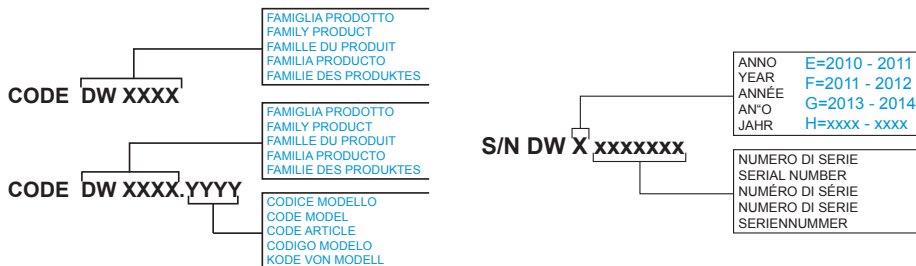 FAMIGLIA PRODOTTO
FAMILY PRODUCT
FAMILLE DU PRODUIT
FAMILIA PRODUCTO
FAMILIE DES PRODUKTES
CODE DW XXXX
FAMIGLIA PRODOTTO
FAMILY PRODUCT
FAMILLE DU PRODUIT
FAMILIA PRODUCTO
FAMILIE DES PRODUKTES
CODE DW XXXX.YYYY
CODICE MODELLO
CODE MODEL
CODE ARTICLE
CODIGO MODELO
KODE VON MODELL
ANNO
YEAR
ANNÉE
AN“O
JAHR
E=2010 - 2011
F=2011 - 2012
G=2013 - 2014
H=xxxx - xxxx
S/N DW X xxxxxxx
NUMERO DI SERIE
SERIAL NUMBER
NUMÉRO DI SÉRIE
NUMERO DI SERIE
SERIENNUMMER